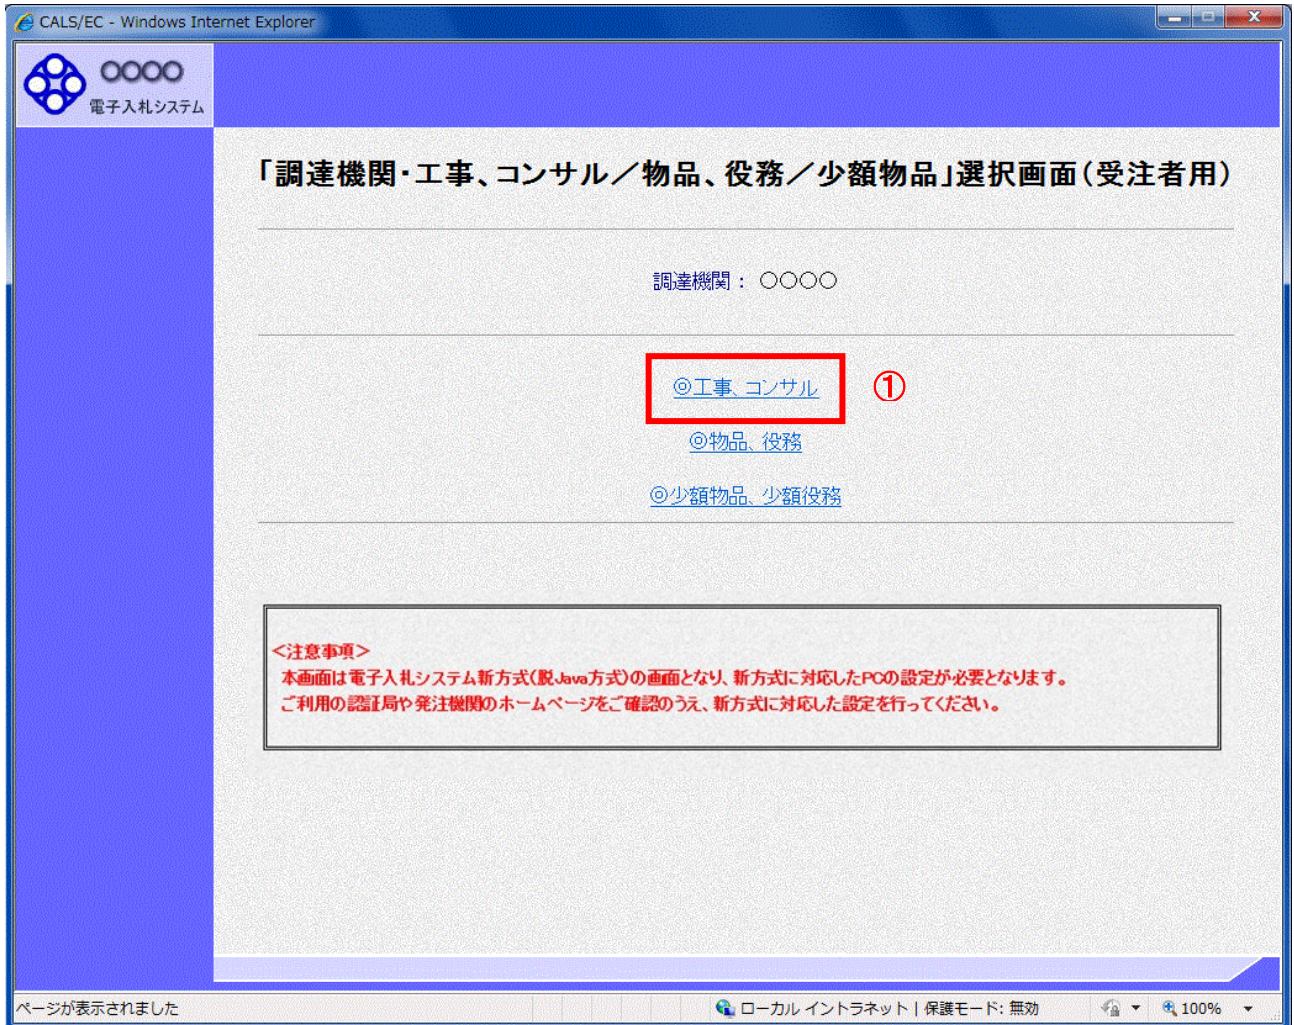 CALS/EC - Windows Internet Explorer
○○○○
電子入札システム
「調達機関・工事、コンサル／物品、役務／少額物品」選択画面（受注者用）
調達機関： ○○○○
◎工事、コンサル
①
◎物品、役務
◎少額物品、少額役務
＜注意事項＞
本画面は電子入札システム新方式(脱Java方式)の画面となり、新方式に対応したPCの設定が必要となります。
ご利用の認証局や発注機関のホームページをご確認のうえ、新方式に対応した設定を行ってください。
ページが表示されました
ローカル イントラネット | 保護モード: 無効
100%